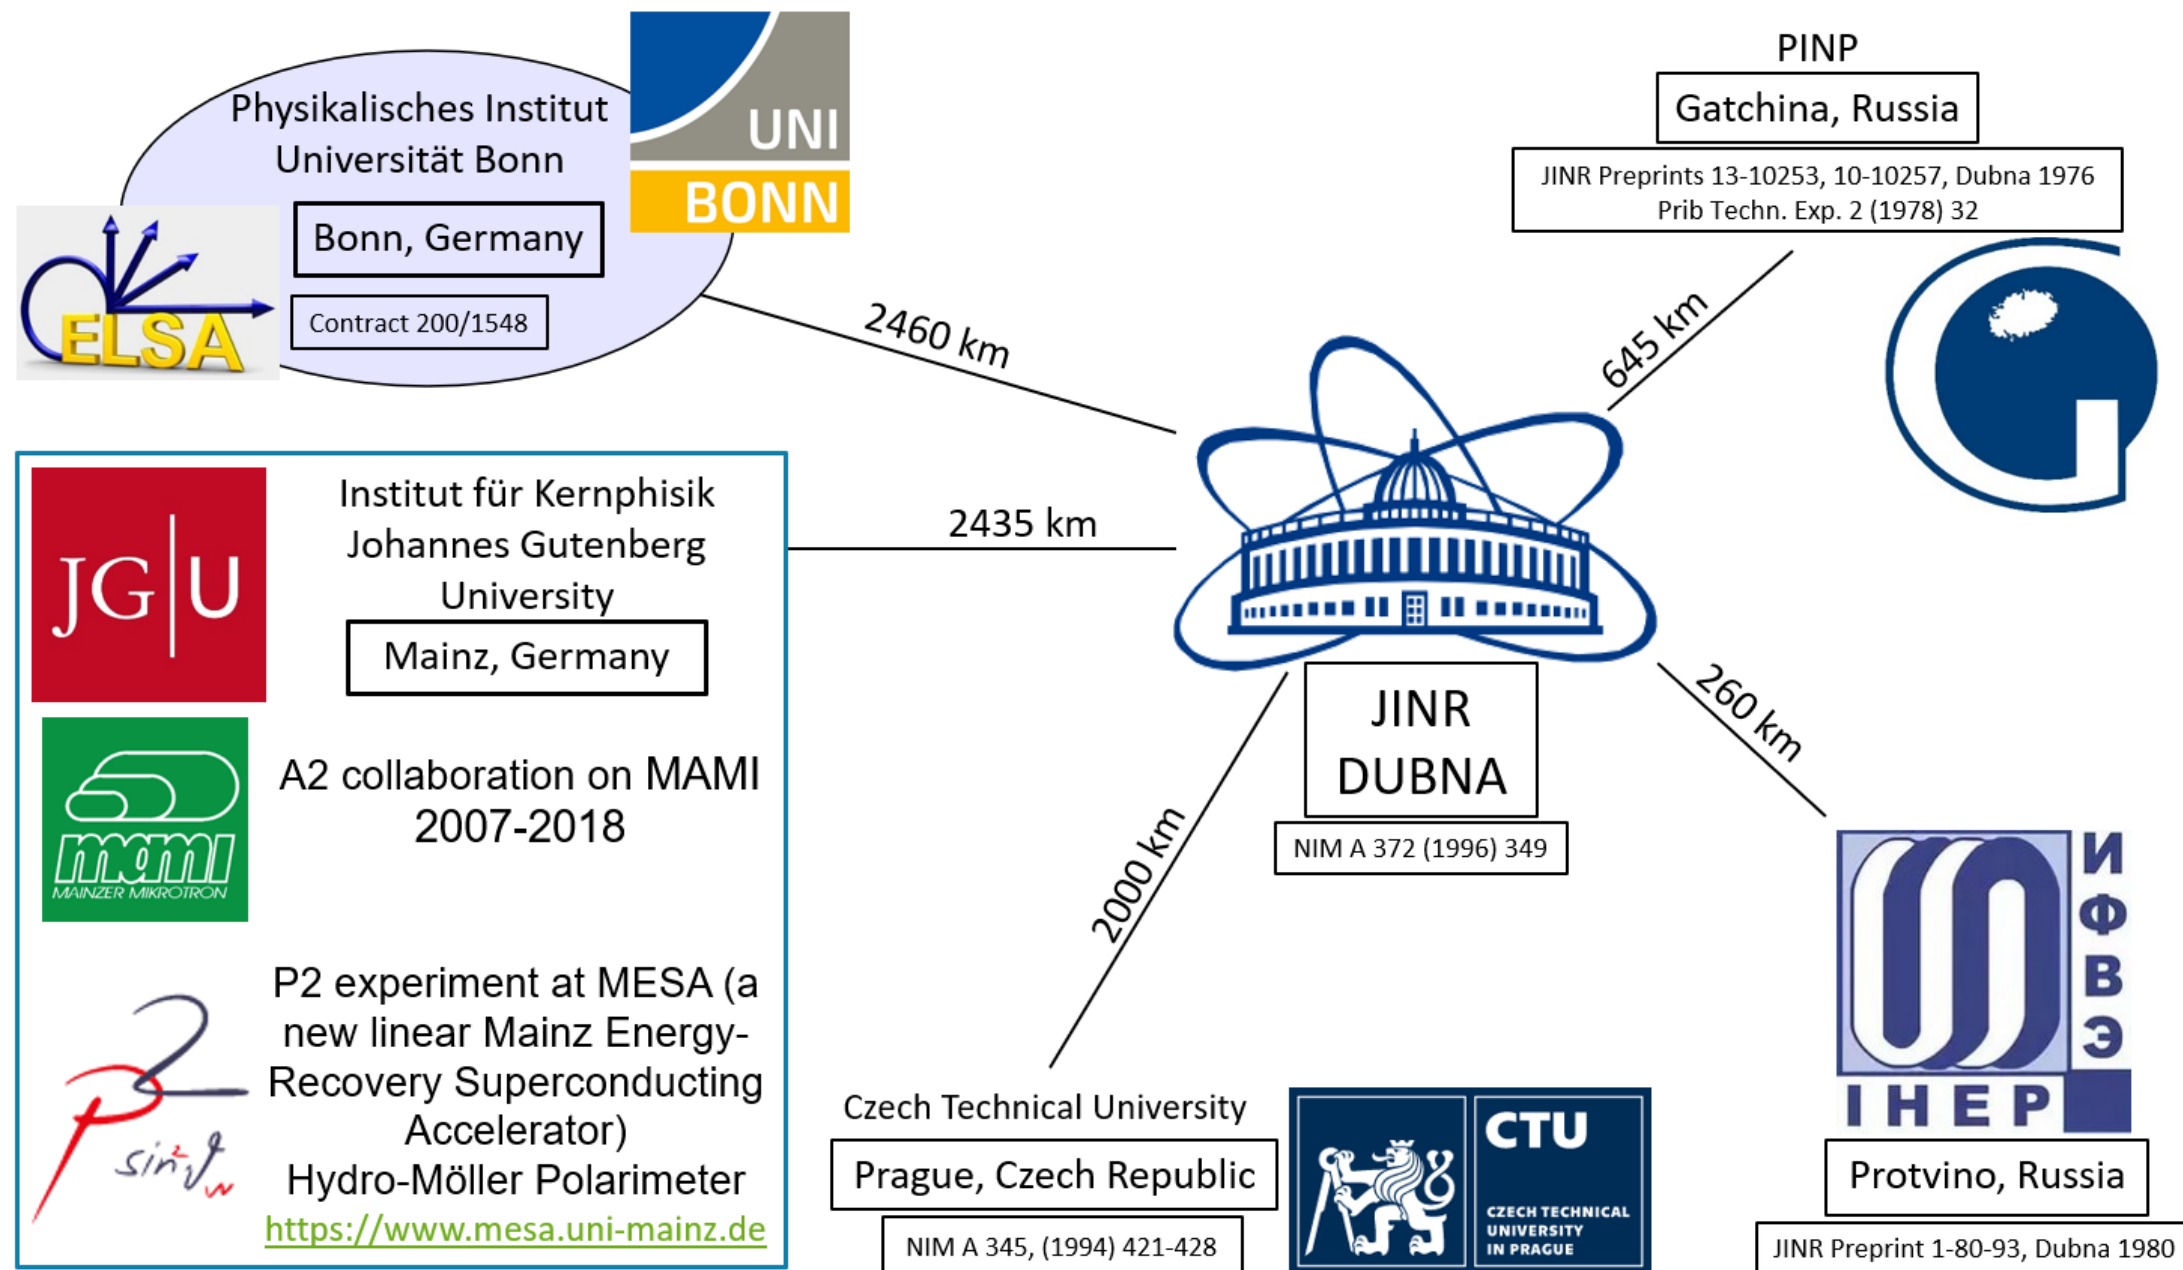 Physikalisches Institut
Universität Bonn
UNI
BONN
Bonn, Germany
ELSA
Contract 200/1548
PINP
Gatchina, Russia
JINR Preprints 13-10253, 10-10257, Dubna 1976
Prib Techn. Exp. 2 (1978) 32
2460 km
645 km
JG|U
Institut für Kernphisik
Johannes Gutenberg
University
Mainz, Germany
2435 km
mami
MAINZER MIKROTRON
A2 collaboration on MAMI
2007-2018
P2
sin²ϑw
P2 experiment at MESA (a
new linear Mainz Energy-
Recovery Superconducting
Accelerator)
Hydro-Möller Polarimeter
https://www.mesa.uni-mainz.de
JINR
DUBNA
NIM A 372 (1996) 349
260 km
2000 km
Czech Technical University
Prague, Czech Republic
NIM A 345, (1994) 421-428
CTU
CZECH TECHNICAL
UNIVERSITY
IN PRAGUE
ИФВЭ
IHEP
Protvino, Russia
JINR Preprint 1-80-93, Dubna 1980